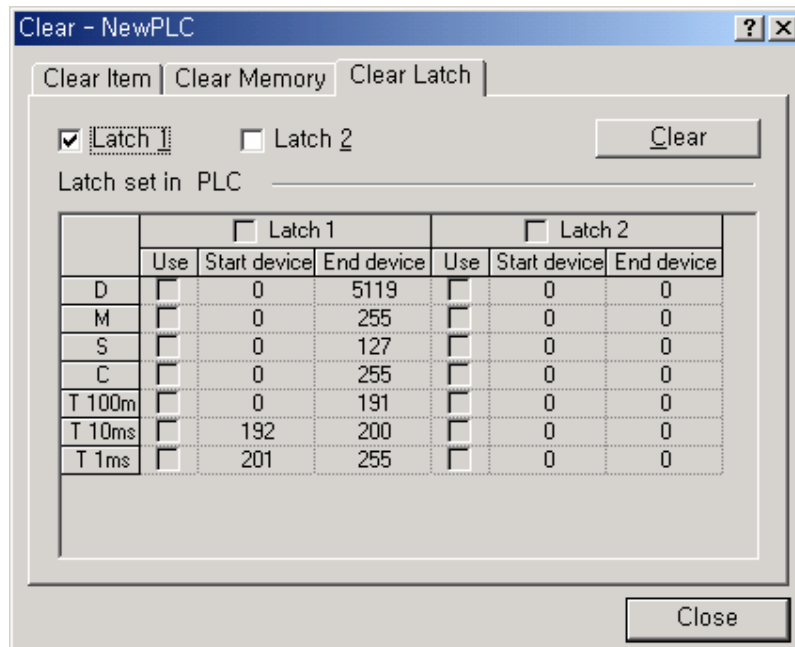 Clear - NewPLC
Clear Item Clear Memory Clear Latch
Latch 1 Latch 2 Clear
Latch set in PLC
Latch 1 Latch 2
Use Start device End device Use Start device End device
D 0 5119 0 0
M 0 255 0 0
S 0 127 0 0
C 0 255 0 0
T 100m 0 191 0 0
T 10ms 192 200 0 0
T 1ms 201 255 0 0
Close